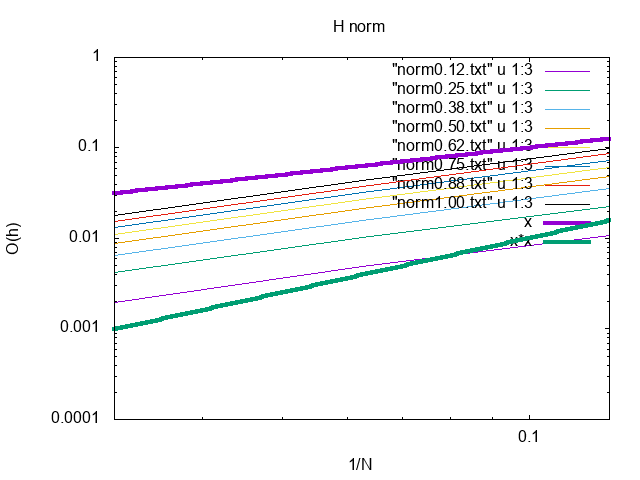 H norm
1
"norm0.12.txt" u 1:3
"norm0.25.txt" u 1:3
"norm0.38.txt" u 1:3
"norm0.50.txt" u 1:3
0.1
"norm0.62.txt" u 1:3
"norm0.75.txt" u 1:3
"norm0.88.txt" u 1:3
"norm1.00.txt" u 1:3
x
0.01
x*x
O(h)
0.001
0.0001
0.1
1/N